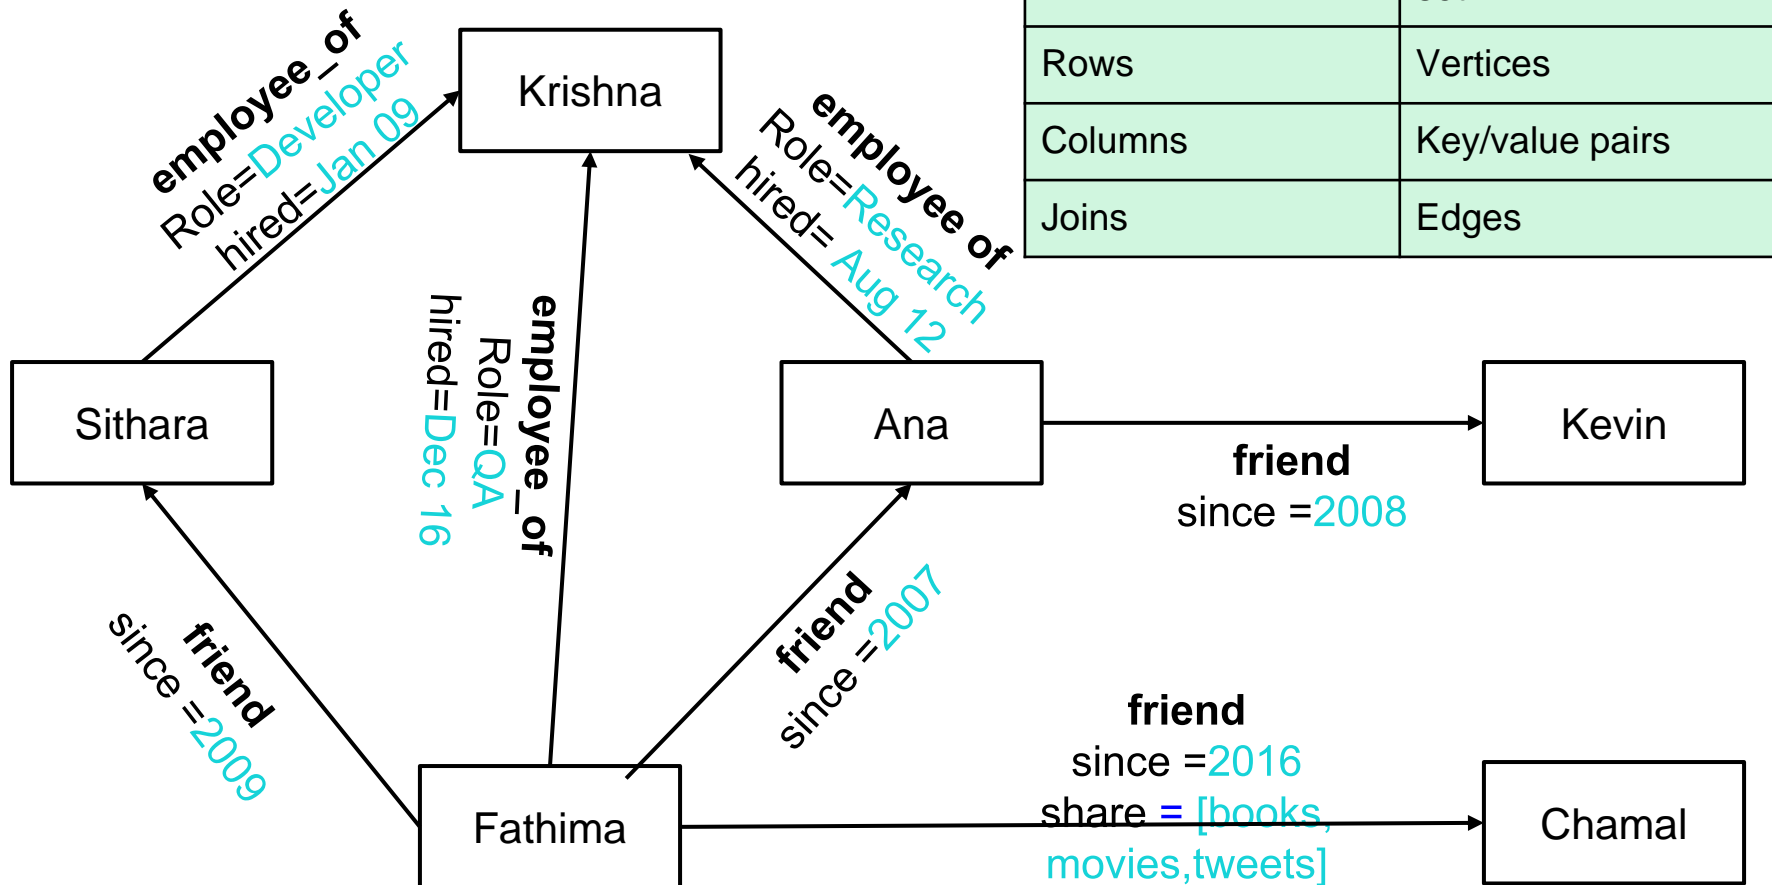 Rows
Vertices
Columns
Key/value pairs
Joins
Edges
Krishna
employee_of
Role=Developer
hired=Jan 09
employee of
Role=Research
hired= Aug 12
employee_of
Role=QA
hired=Dec 16
Sithara
Ana
Kevin
friend
since =2008
friend
since =2009
friend
since =2007
friend
since =2016
share = [books,
movies,tweets]
Fathima
Chamal